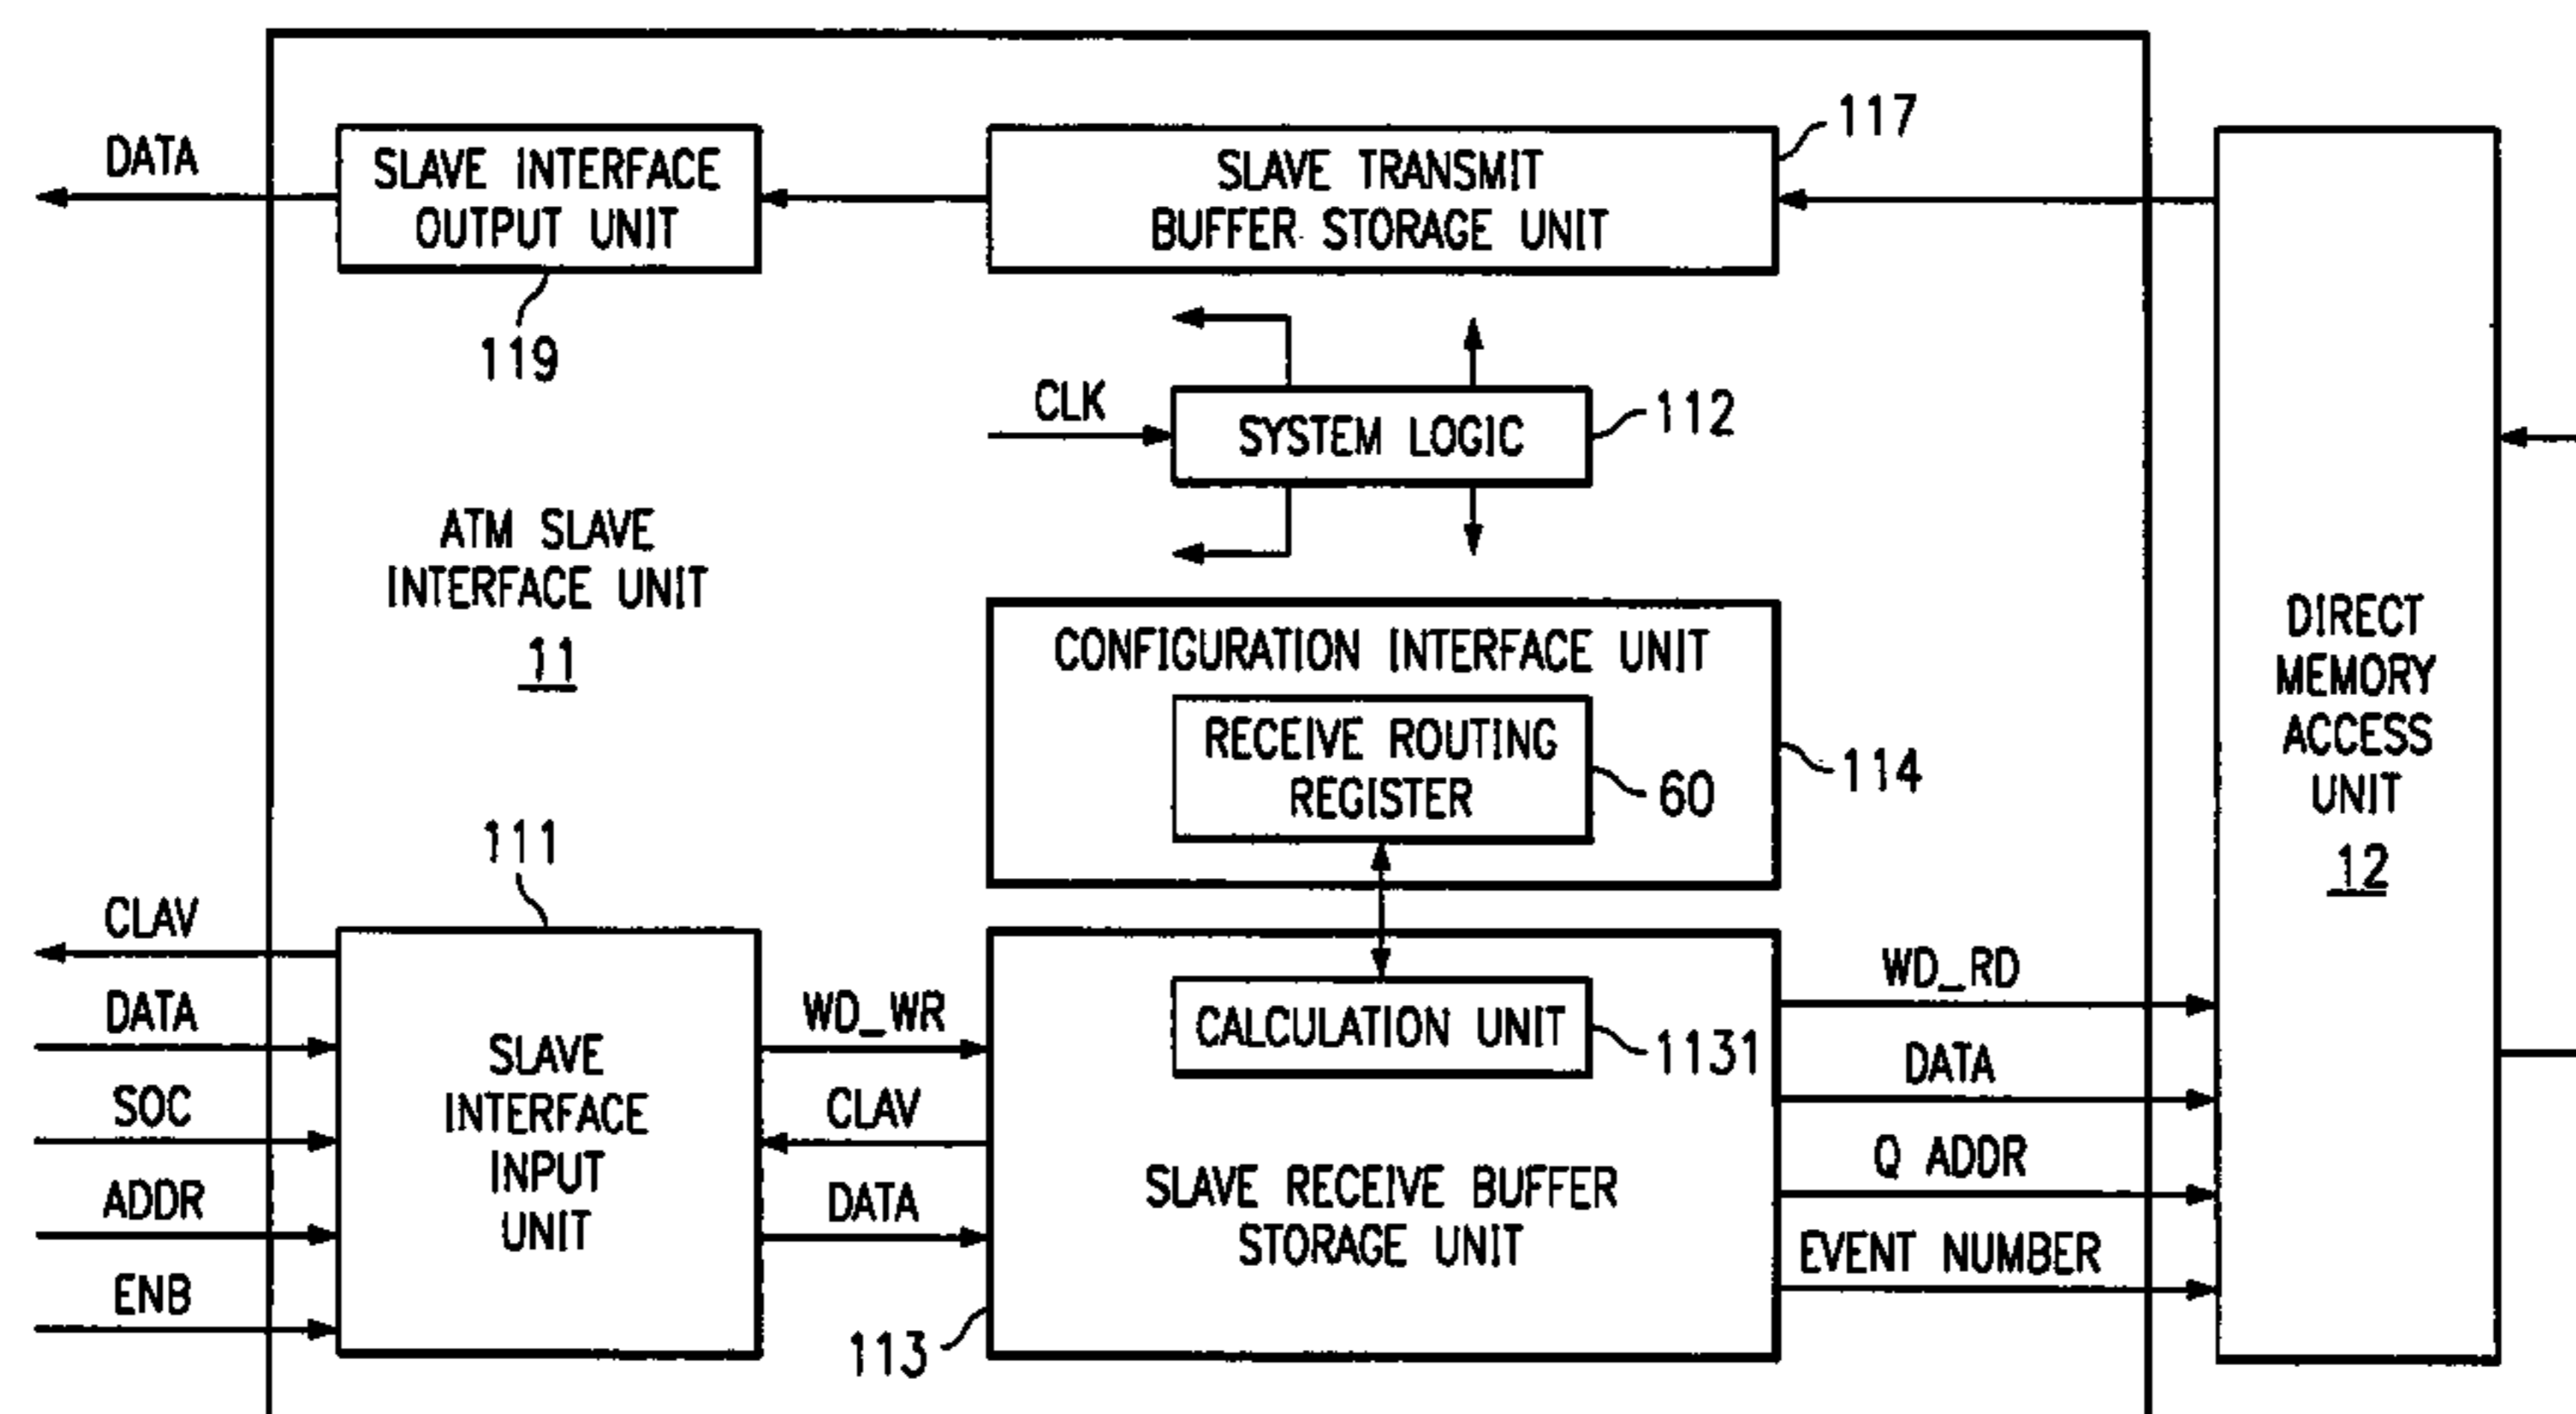 DATA
SLAVE INTERFACE
OUTPUT UNIT
119
SLAVE TRANSMIT
BUFFER STORAGE UNIT
117
CLK
SYSTEM LOGIC
112
ATM SLAVE
INTERFACE UNIT
11
CONFIGURATION INTERFACE UNIT
RECEIVE ROUTING
REGISTER
60
114
DIRECT
MEMORY
ACCESS
UNIT
12
111
CLAV
DATA
SOC
ADDR
ENB
SLAVE
INTERFACE
INPUT
UNIT
WD_WR
CLAV
DATA
CALCULATION UNIT
1131
SLAVE RECEIVE BUFFER
STORAGE UNIT
113
WD_RD
DATA
Q ADDR
EVENT NUMBER